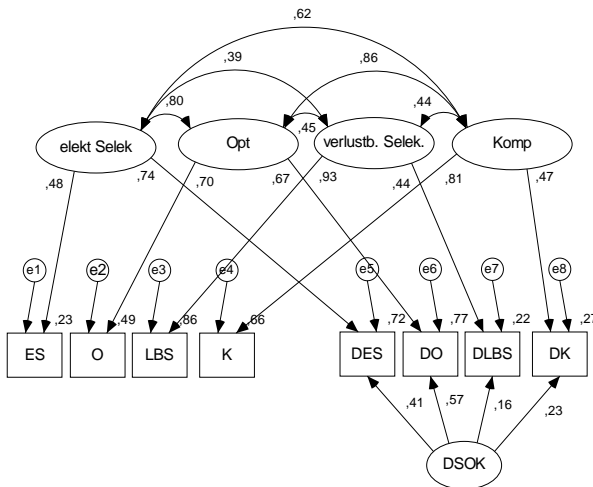 ,62
,39 ,86
,80 ,45 ,44
elekt Selek Opt verlustb. Selek. Komp
,48 ,74 ,70 ,67 ,93 ,44 ,81 ,47
e1 e2 e3 e4 e5 e6 e7 e8
,23 ,49 ,86 ,66 ,72 ,77 ,22 ,27
ES O LBS K DES DO DLBS DK
,41 ,57 ,16 ,23
DSOK